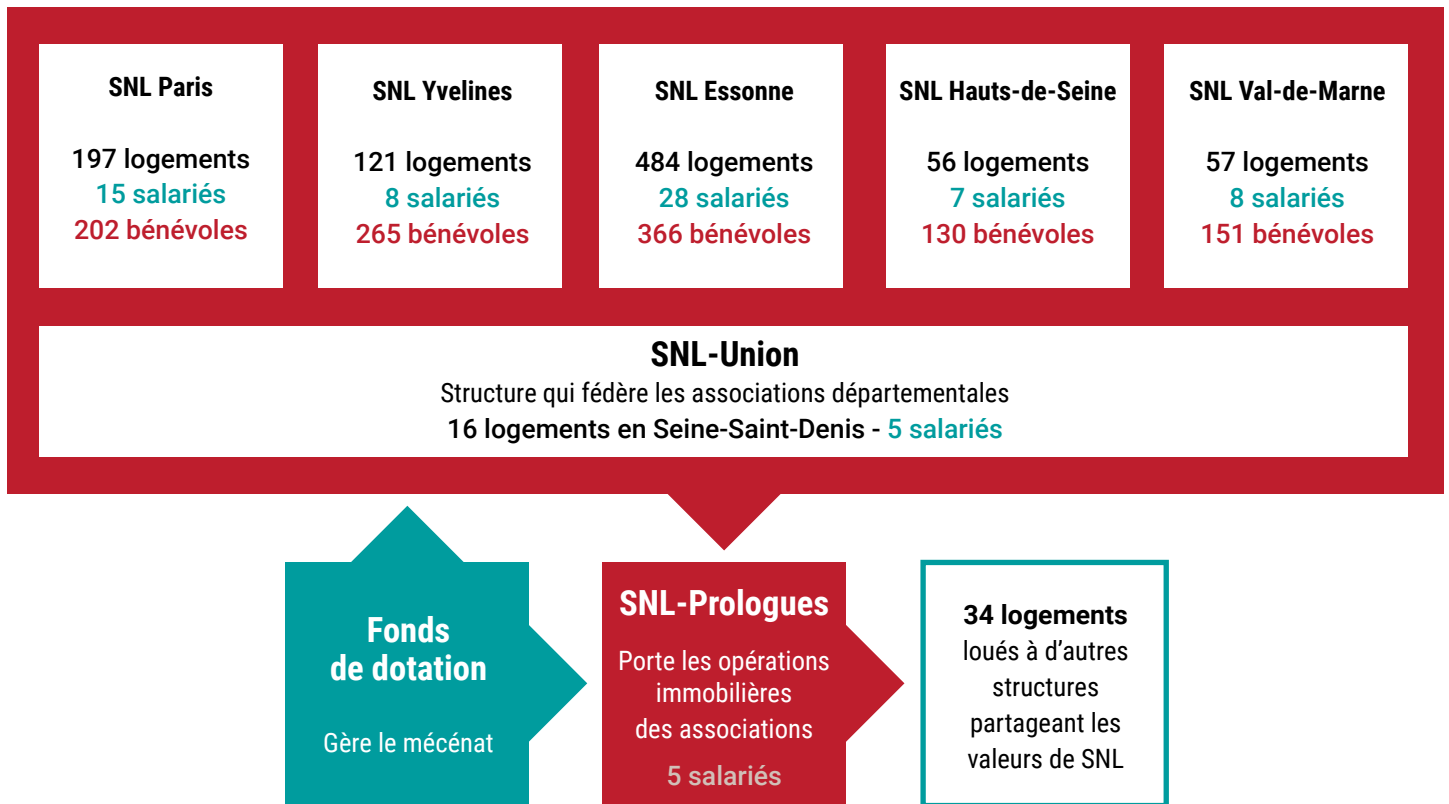 SNL Paris
197 logements
15 salariés
202 bénévoles
SNL Yvelines
121 logements
8 salariés
265 bénévoles
SNL Essonne
484 logements
28 salariés
366 bénévoles
SNL Hauts-de-Seine
56 logements
7 salariés
130 bénévoles
SNL Val-de-Marne
57 logements
8 salariés
151 bénévoles
SNL-Union
Structure qui fédère les associations départementales
16 logements en Seine-Saint-Denis - 5 salariés
Fonds
de dotation
Gère le mécénat
SNL-Prologues
Porte les opérations
immobilières
des associations
5 salariés
34 logements
loués à d’autres
structures
partageant les
valeurs de SNL